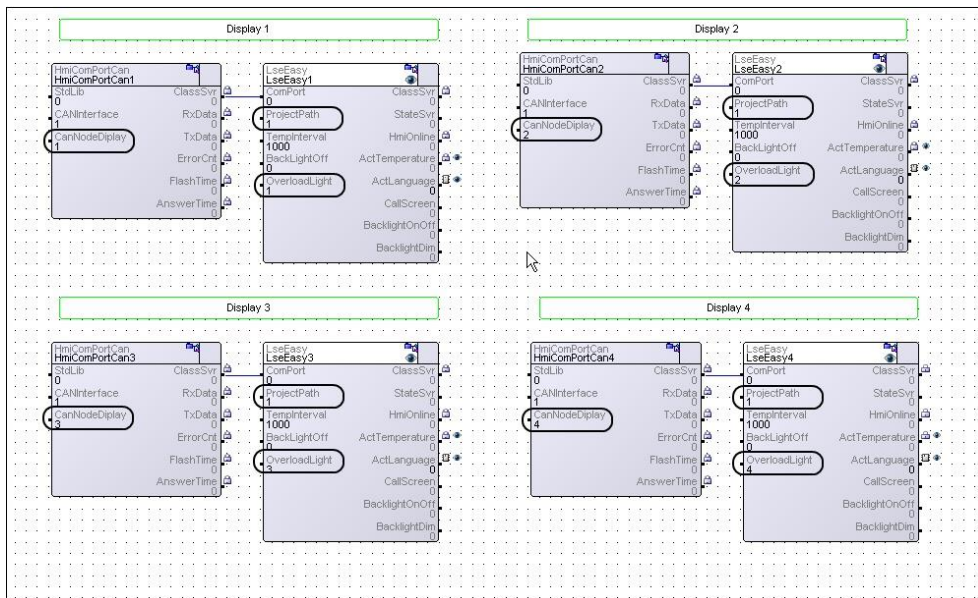 Display 1
HmiComPortCan
HmiComPortCan1
StdLib
0
ClassSvr
0
CANInterface
1
RxData
0
CanNodeDiplay
1
TxData
0
ErrorCnt
0
FlashTime
0
AnswerTime
0
LseEasy
LseEasy1
ComPort
0
ClassSvr
0
ProjectPath
1
StateSvr
0
TempInterval
1000
HmiOnline
0
BackLightOff
0
ActTemperature
0
OverloadLight
1
ActLanguage
0
CallScreen
0
BacklightOnOff
0
BacklightDim
0
Display 2
HmiComPortCan
HmiComPortCan2
StdLib
0
ClassSvr
0
CANInterface
1
RxData
0
CanNodeDiplay
2
TxData
0
ErrorCnt
0
FlashTime
0
AnswerTime
0
LseEasy
LseEasy2
ComPort
0
ClassSvr
0
ProjectPath
1
StateSvr
0
TempInterval
1000
HmiOnline
0
BackLightOff
0
ActTemperature
0
OverloadLight
2
ActLanguage
0
CallScreen
0
BacklightOnOff
0
BacklightDim
0
Display 3
HmiComPortCan
HmiComPortCan3
StdLib
0
ClassSvr
0
CANInterface
1
RxData
0
CanNodeDiplay
3
TxData
0
ErrorCnt
0
FlashTime
0
AnswerTime
0
LseEasy
LseEasy3
ComPort
0
ClassSvr
0
ProjectPath
1
StateSvr
0
TempInterval
1000
HmiOnline
0
BackLightOff
0
ActTemperature
0
OverloadLight
3
ActLanguage
0
CallScreen
0
BacklightOnOff
0
BacklightDim
0
Display 4
HmiComPortCan
HmiComPortCan4
StdLib
0
ClassSvr
0
CANInterface
1
RxData
0
CanNodeDiplay
4
TxData
0
ErrorCnt
0
FlashTime
0
AnswerTime
0
LseEasy
LseEasy4
ComPort
0
ClassSvr
0
ProjectPath
1
StateSvr
0
TempInterval
1000
HmiOnline
0
BackLightOff
0
ActTemperature
0
OverloadLight
4
ActLanguage
0
CallScreen
0
BacklightOnOff
0
BacklightDim
0